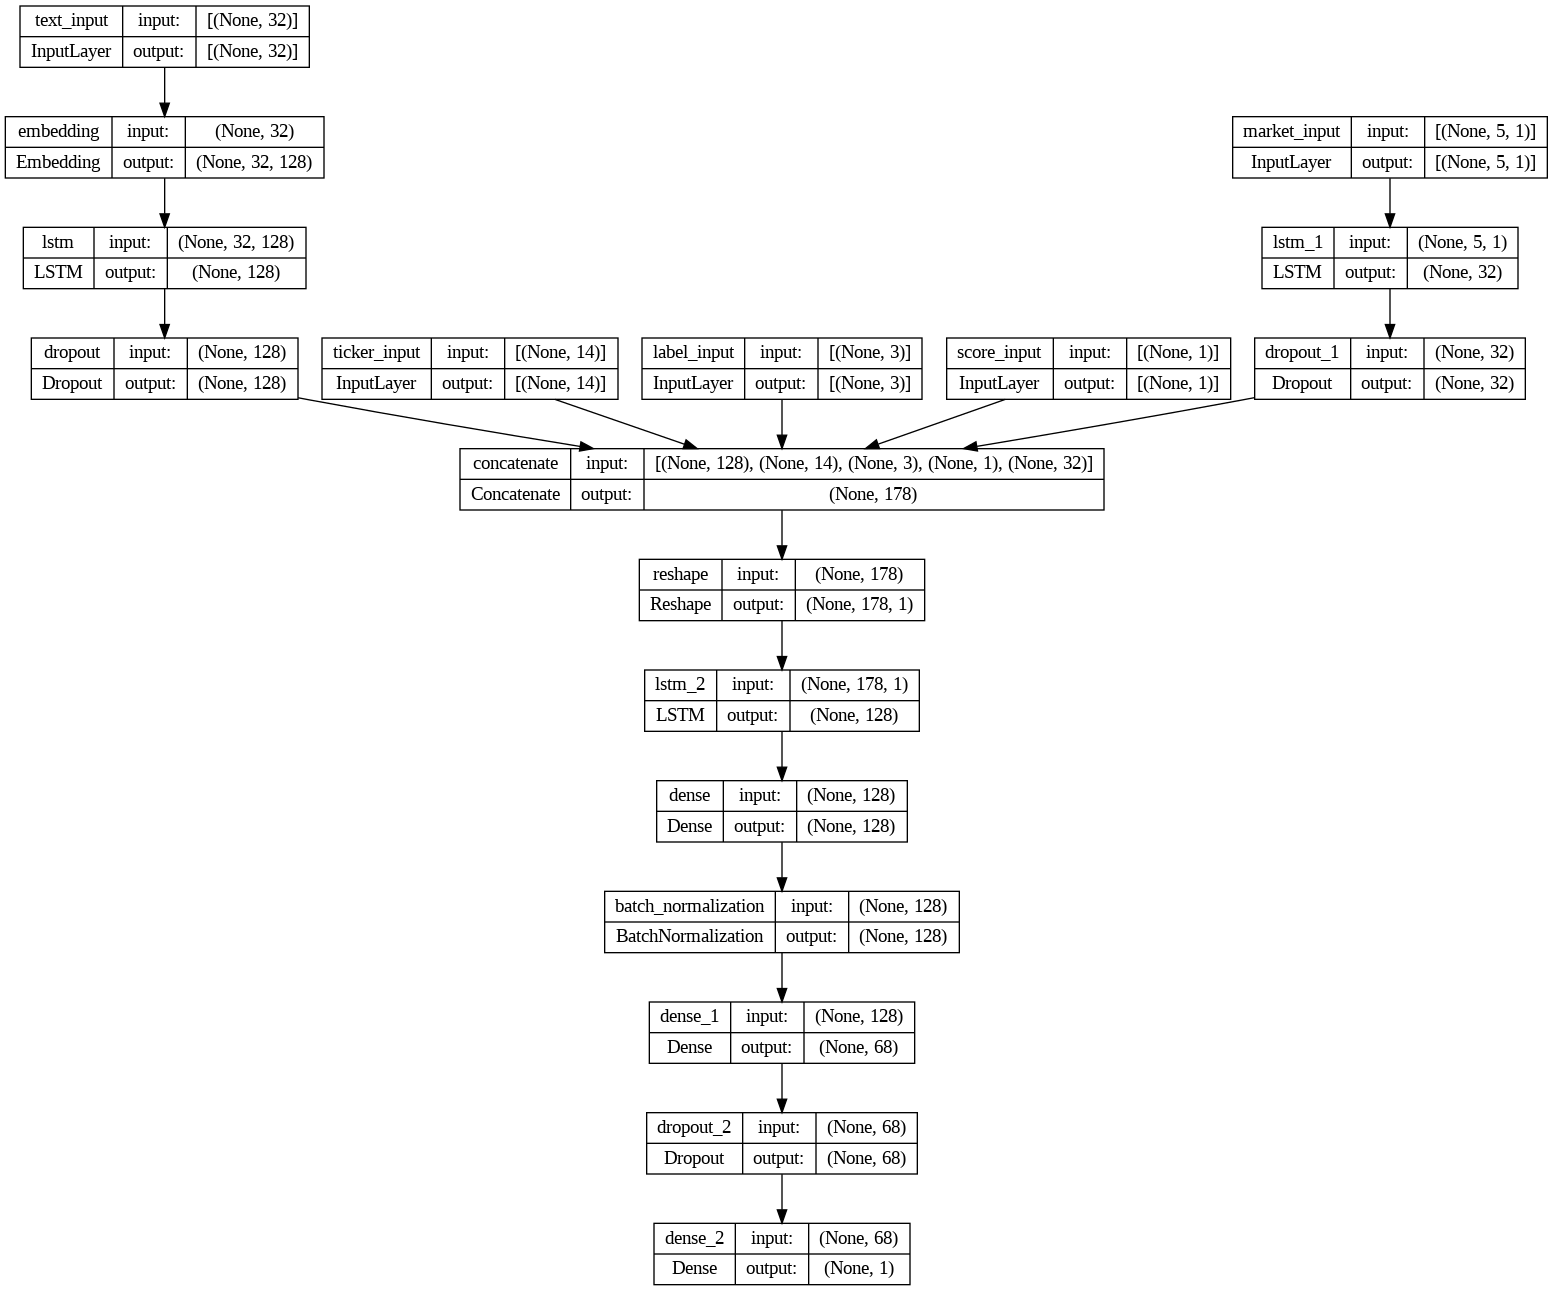 text_input input: [(None, 32)]
InputLayer output: [(None, 32)]
embedding input: (None, 32)
Embedding output: (None, 32, 128)
market_input input: [(None, 5, 1)]
InputLayer output: [(None, 5, 1)]
lstm input: (None, 32, 128)
LSTM output: (None, 128)
lstm_1 input: (None, 5, 1)
LSTM output: (None, 32)
dropout input: (None, 128)
Dropout output: (None, 128)
ticker_input input: [(None, 14)]
InputLayer output: [(None, 14)]
label_input input: [(None, 3)]
InputLayer output: [(None, 3)]
score_input input: [(None, 1)]
InputLayer output: [(None, 1)]
dropout_1 input: (None, 32)
Dropout output: (None, 32)
concatenate input: [(None, 128), (None, 14), (None, 3), (None, 1), (None, 32)]
Concatenate output: (None, 178)
reshape input: (None, 178)
Reshape output: (None, 178, 1)
lstm_2 input: (None, 178, 1)
LSTM output: (None, 128)
dense input: (None, 128)
Dense output: (None, 128)
batch_normalization input: (None, 128)
BatchNormalization output: (None, 128)
dense_1 input: (None, 128)
Dense output: (None, 68)
dropout_2 input: (None, 68)
Dropout output: (None, 68)
dense_2 input: (None, 68)
Dense output: (None, 1)